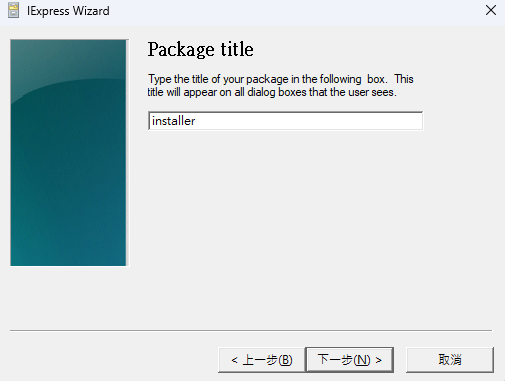 IExpress Wizard
Package title
Type the title of your package in the following box. This
title will appear on all dialog boxes that the user sees.
installer
< 上一步(B)
下一步(N) >
取消